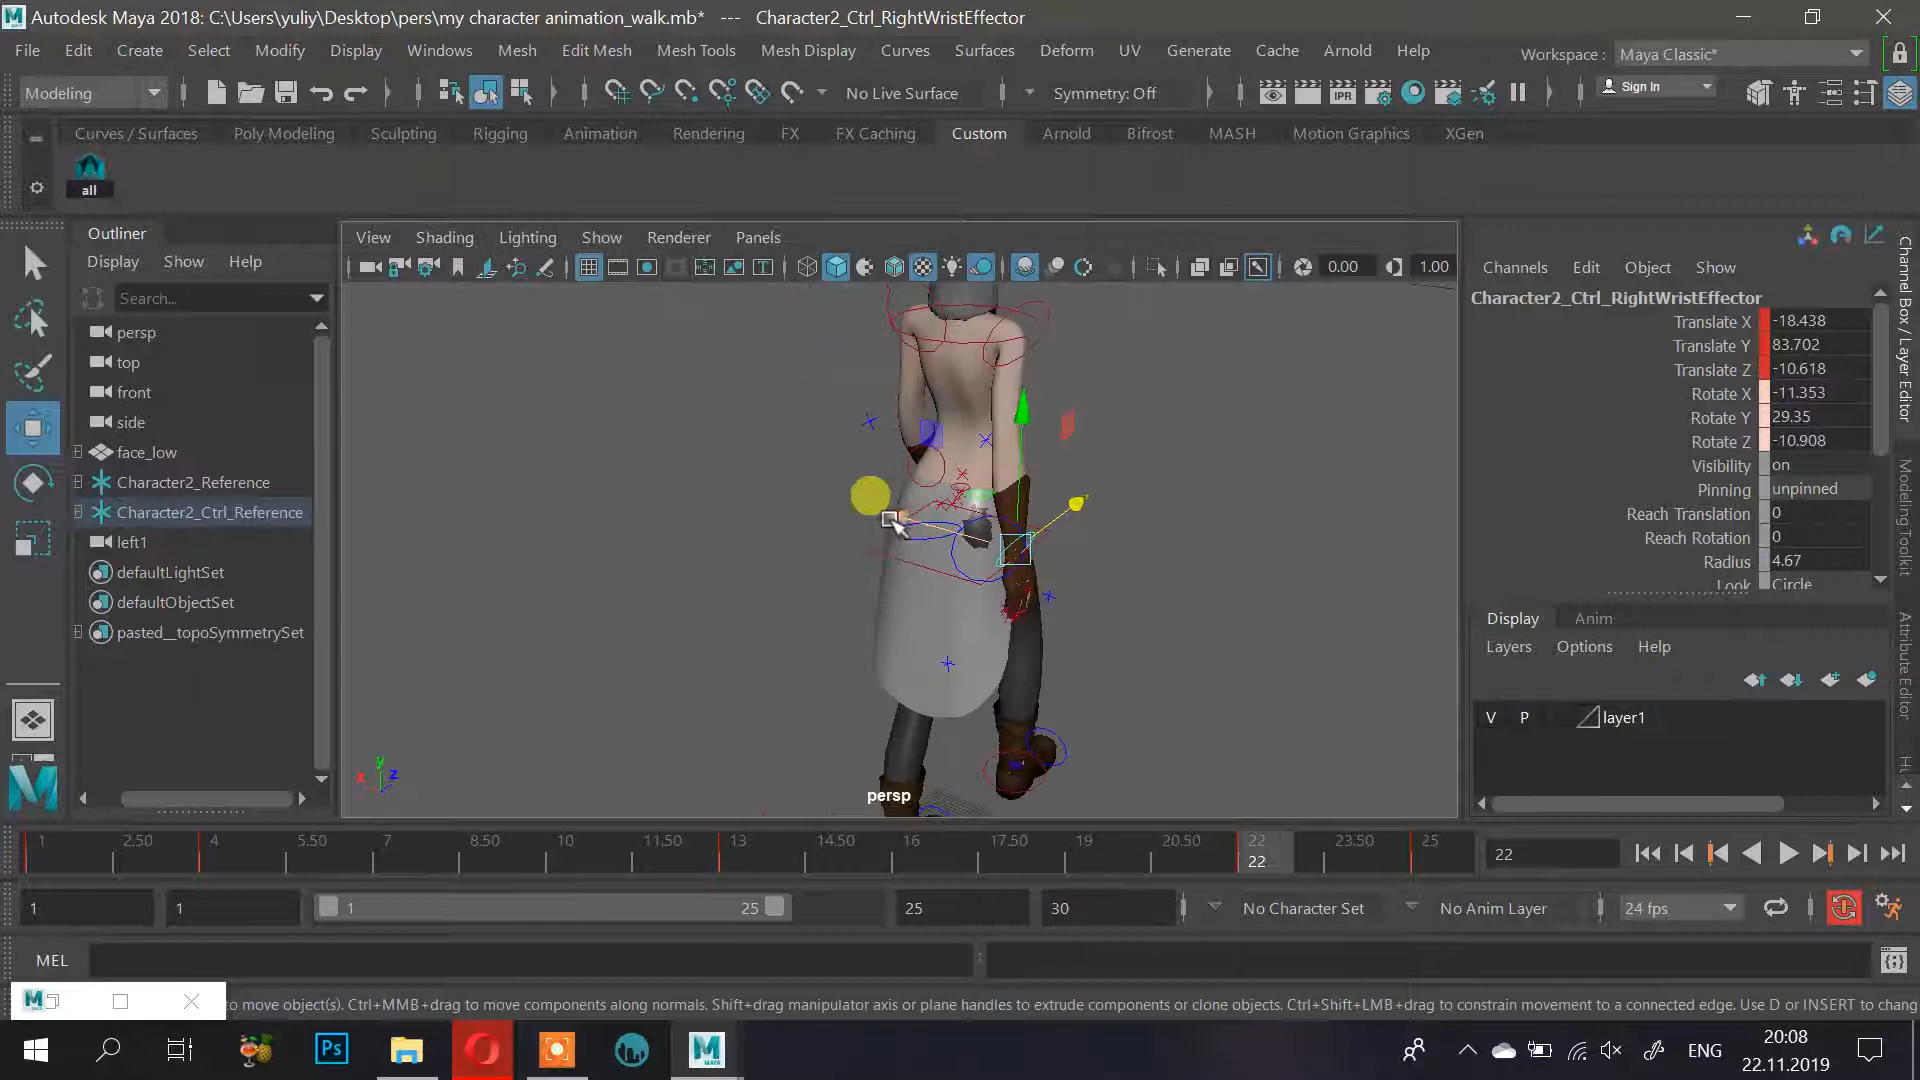 Autodesk Maya 2018: C:\Users\yuliy\Desktop\pers\my character animation_walk.mb* --- Character2_Ctrl_RightWristEffector
File Edit Create Select Modify Display Windows Mesh Edit Mesh Mesh Tools Mesh Display Curves Surfaces Deform UV Generate Cache Arnold Help Workspace : Maya Classic*
Modeling No Live Surface Symmetry: Off IPR Sign In
Curves / Surfaces Poly Modeling Sculpting Rigging Animation Rendering FX FX Caching Custom Arnold Bifrost MASH Motion Graphics XGen
all
Outliner
Display Show Help
Search...
persp
top
front
side
face_low
Character2_Reference
Character2_Ctrl_Reference
left1
defaultLightSet
defaultObjectSet
pasted__topoSymmetrySet
View Shading Lighting Show Renderer Panels
0.00 1.00
y
x z
persp
Channels Edit Object Show
Character2_Ctrl_RightWristEffector
Translate X -18.438
Translate Y 83.702
Translate Z -10.618
Rotate X -11.353
Rotate Y 29.35
Rotate Z -10.908
Visibility on
Pinning unpinned
Reach Translation 0
Reach Rotation 0
Radius 4.67
Look Circle
Display Anim
Layers Options Help
V P layer1
Channel Box / Layer Editor
Modeling Toolkit
Attribute Editor
1 2.50 4 5.50 7 8.50 10 11.50 13 14.50 16 17.50 19 20.50 22 23.50 25
22
22
1 1 1 25 25 30 No Character Set No Anim Layer 24 fps
MEL
to move object(s). Ctrl+MMB+drag to move components along normals. Shift+drag manipulator axis or plane handles to extrude components or clone objects. Ctrl+Shift+LMB+drag to constrain movement to a connected edge. Use D or INSERT to chang
Ps
MAYA
ENG
20:08
22.11.2019